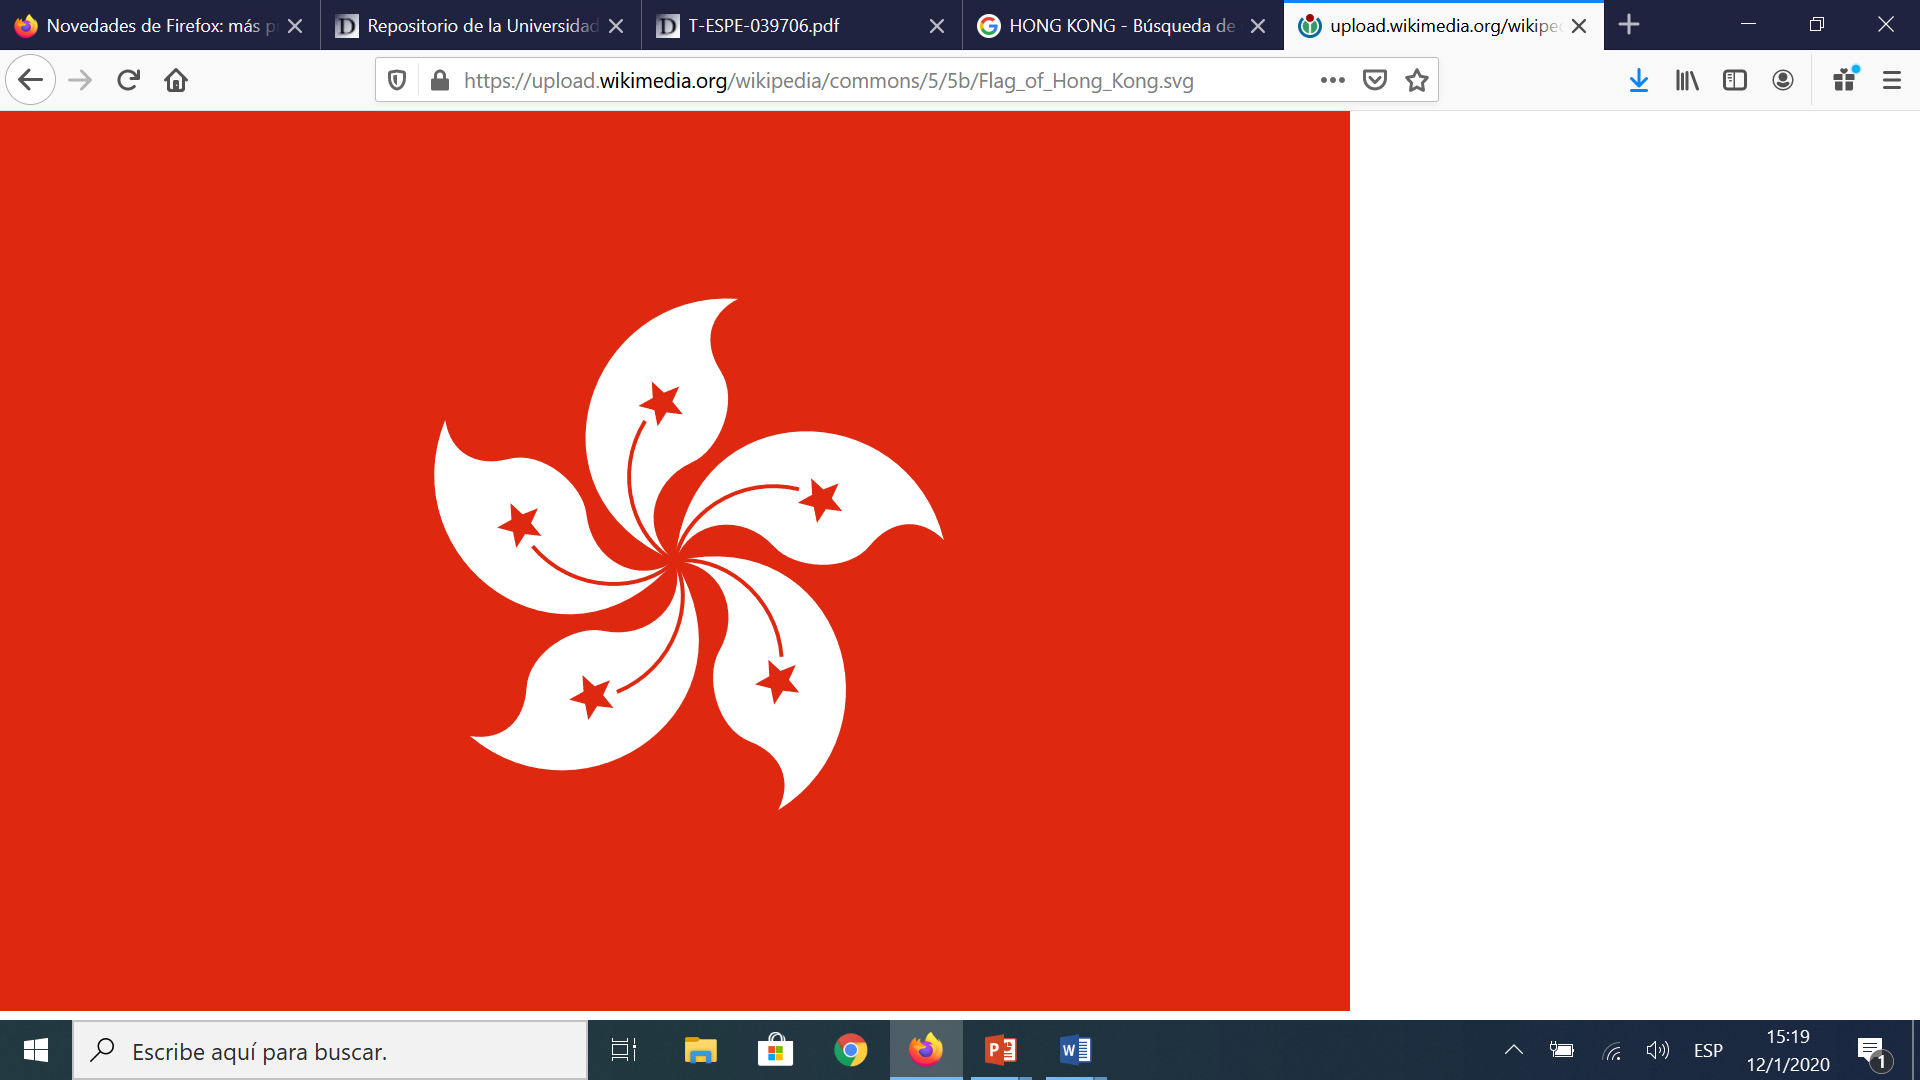 Novedades de Firefox: más p
Repositorio de la Universidad
T-ESPE-039706.pdf
HONG KONG - Búsqueda de
upload.wikimedia.org/wikipe
https://upload.wikimedia.org/wikipedia/commons/5/5b/Flag_of_Hong_Kong.svg
Escribe aquí para buscar.
ESP
15:19
12/1/2020
1